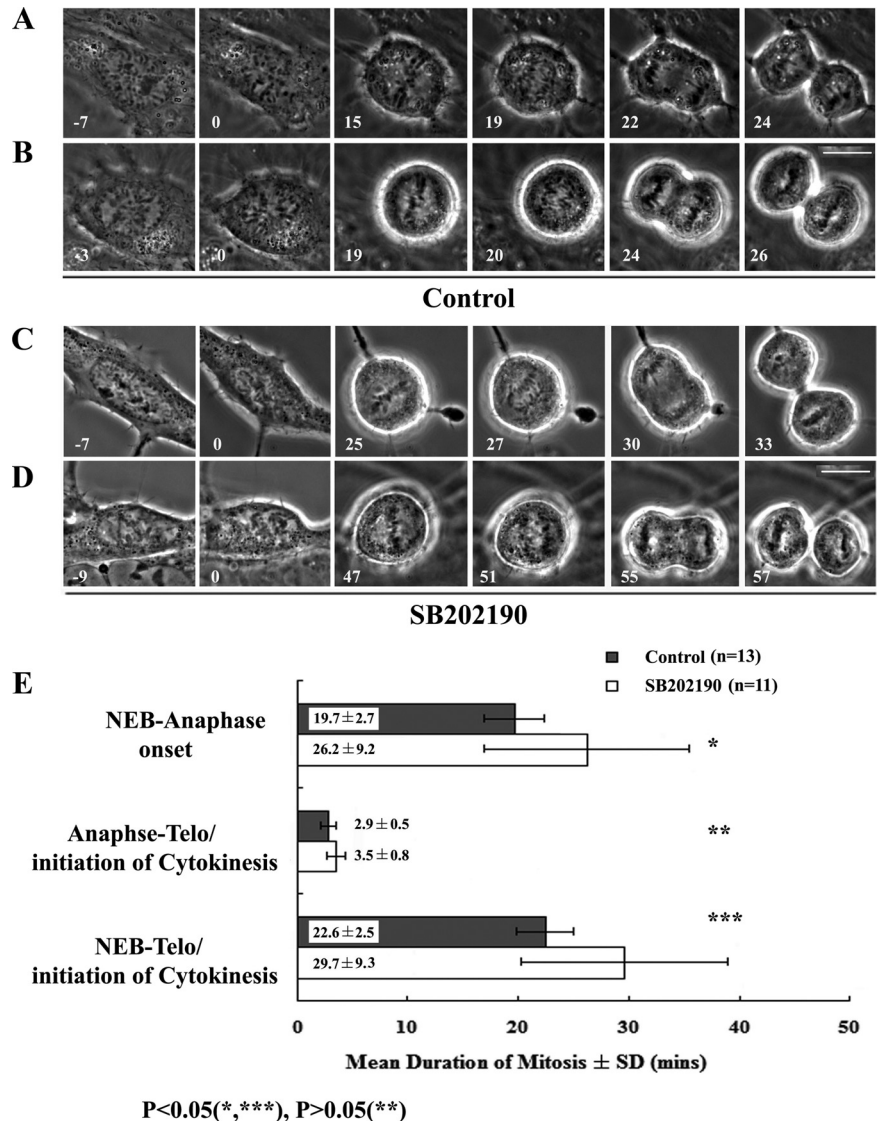 A
-7 0 15 19 22 24
B
-3 0 19 20 24 26
Control
C
-7 0 25 27 30 33
D
-9 0 47 51 55 57
SB202190
E
Control (n=13)
SB202190 (n=11)
NEB-Anaphase
onset
19.7±2.7
26.2±9.2
*
Anaphse-Telo/
initiation of Cytokinesis
2.9±0.5
3.5±0.8
**
NEB-Telo/
initiation of Cytokinesis
22.6±2.5
29.7±9.3
***
0 10 20 30 40 50
Mean Duration of Mitosis ± SD (mins)
P<0.05(*,***), P>0.05(**)